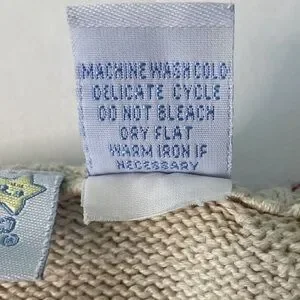 MACHINE WASH COLD
DELICATE CYCLE
DO NOT BLEACH
DRY FLAT
WARM IRON IF
NECESSARY